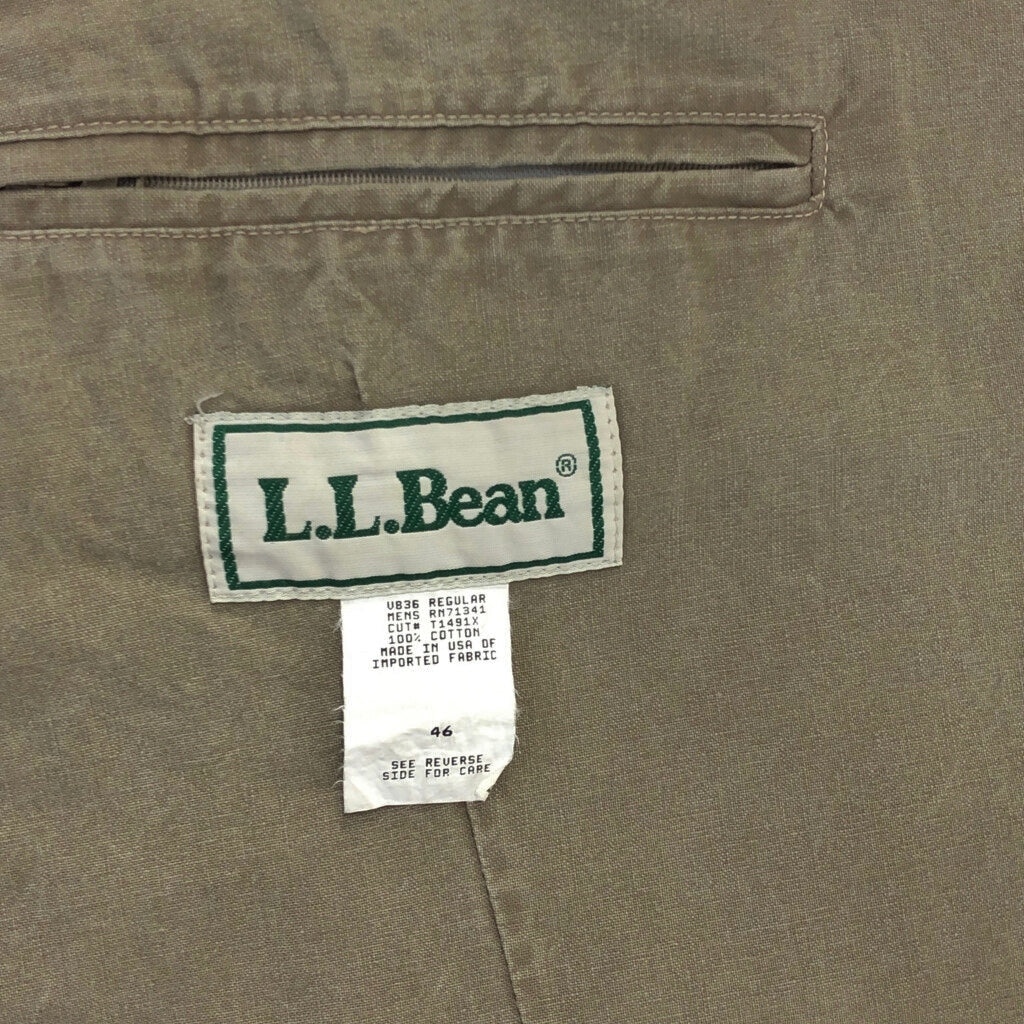 L.L.Bean®
VB36 REGULAR
MENS RN71341
CUT# T1491X
100% COTTON
MADE IN USA OF
IMPORTED FABRIC
46
SEE REVERSE
SIDE FOR CARE